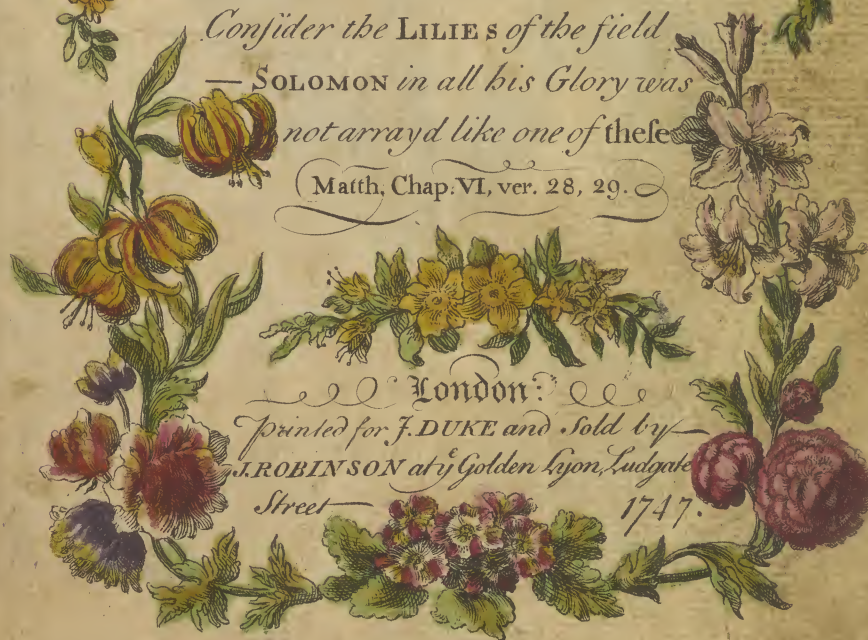 Conſider the LILIES of the field
— SOLOMON in all his Glory was
not array'd like one of theſe
Matth. Chap. VI, ver. 28, 29.
London:
Printed for J. DUKE and Sold by
J. ROBINSON at yᵉ Golden Lyon, Ludgate
Street 1747.